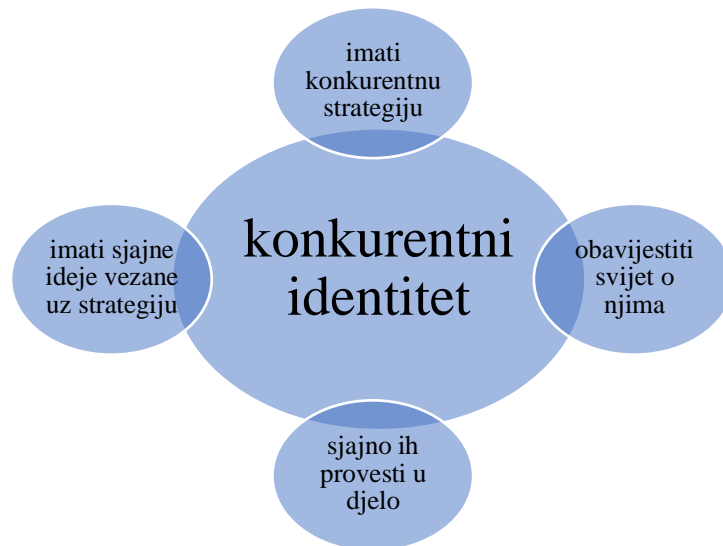 imati
konkurentnu
strategiju
konkurentni
identitet
imati sjajne
ideje vezane
uz strategiju
obavijestiti
svijet o
njima
sjajno ih
provesti u
djelo